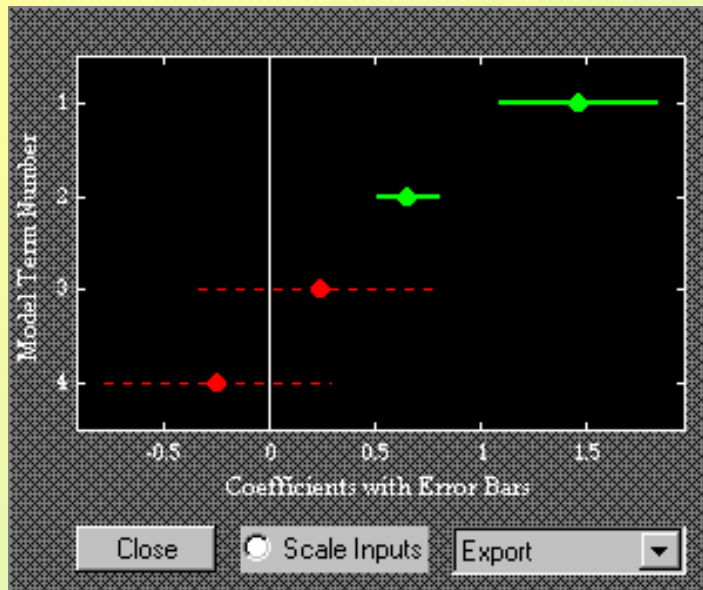 Model Term Number
1
2
3
4
-0.5 0 0.5 1 1.5
Coefficients with Error Bars
Close Scale Inputs Export